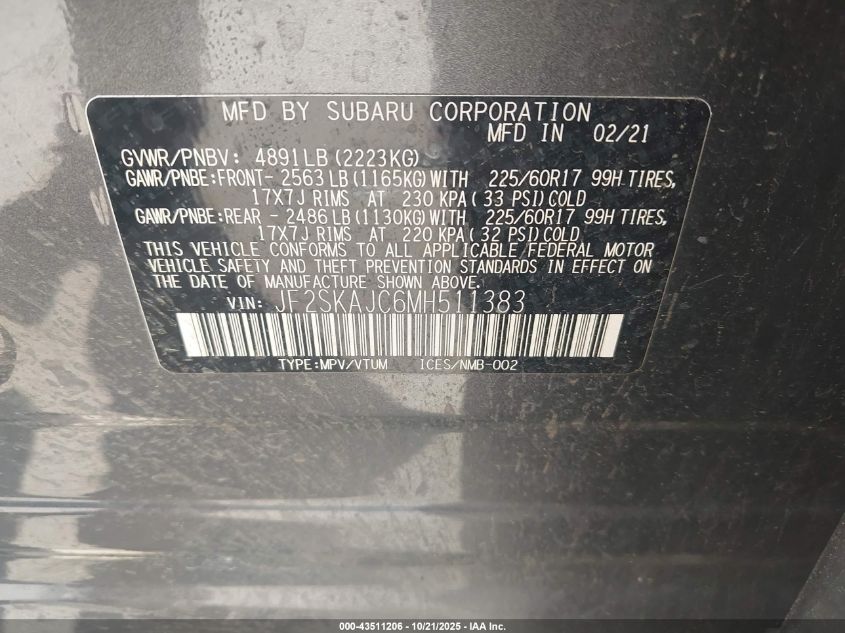 MFD BY SUBARU CORPORATION
MFD IN 02/21
GVWR/PNBV: 4891LB (2223KG)
GAWR/PNBE:FRONT- 2563 LB (1165KG) WITH 225/60R17 99H TIRES,
17X7J RIMS AT 230 KPA ( 33 PSI) COLD
GAWR/PNBE:REAR - 2486 LB (1130KG) WITH 225/60R17 99H TIRES,
17X7J RIMS AT 220 KPA ( 32 PSI) COLD
THIS VEHICLE CONFORMS TO ALL APPLICABLE FEDERAL MOTOR
VEHICLE SAFETY AND THEFT PREVENTION STANDARDS IN EFFECT ON
THE DATE OF MANUFACTURE SHOWN ABOVE.
VIN: JF2SKAJC6MH511383
TYPE:MPV/VTUM ICES/NMB-002
000-43511206 - 10/21/2025 - IAA Inc.